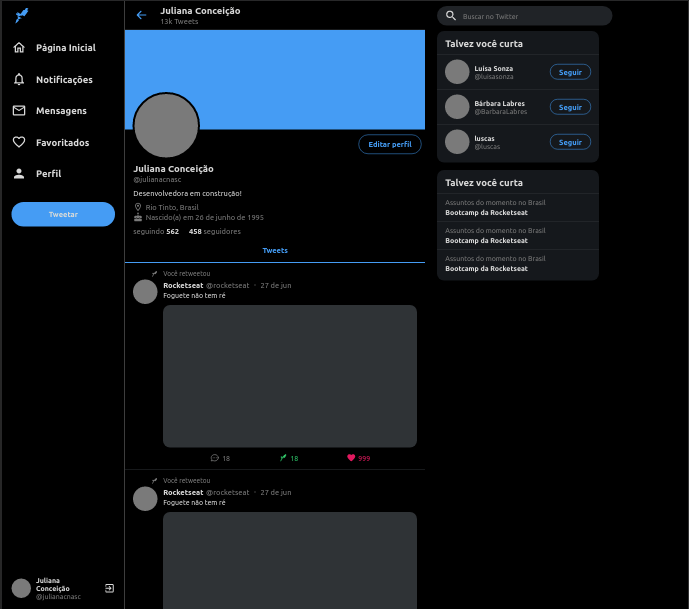 Página Inicial
Notificações
Mensagens
Favoritados
Perfil
Tweetar
Juliana
Conceição
@julianacnasc
Juliana Conceição
13k Tweets
Editar perfil
Juliana Conceição
@julianacnasc
Desenvolvedora em construção!
Rio Tinto, Brasil
Nascido(a) em 26 de junho de 1995
seguindo 562 458 seguidores
Tweets
Você retweetou
Rocketseat @rocketseat · 27 de jun
Foguete não tem ré
18 18 999
Você retweetou
Rocketseat @rocketseat · 27 de jun
Foguete não tem ré
Buscar no Twitter
Talvez você curta
Luísa Sonza
@luisasonza
Seguir
Bárbara Labres
@BarbaraLabres
Seguir
luscas
@luscas
Seguir
Talvez você curta
Assuntos do momento no Brasil
Bootcamp da Rocketseat
Assuntos do momento no Brasil
Bootcamp da Rocketseat
Assuntos do momento no Brasil
Bootcamp da Rocketseat